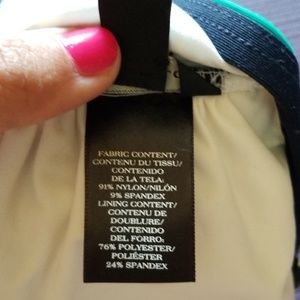 FABRIC CONTENT/
CONTENU DU TISSU/
CONTENIDO
DE LA TELA:
91% NYLON/NILÓN
9% SPANDEX
LINING CONTENT/
CONTENU DE
DOUBLURE/
CONTENIDO
DEL FORRO:
76% POLYESTER/
POLIÉSTER
24% SPANDEX